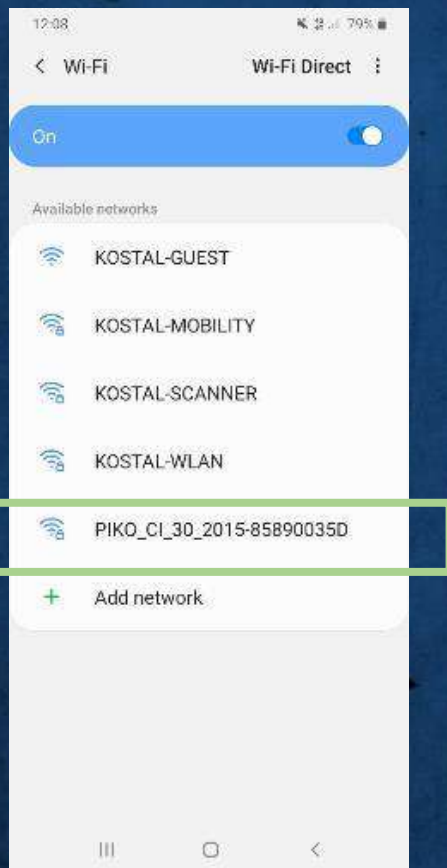 12:08 79%
Wi-Fi Wi-Fi Direct
On
Available networks
KOSTAL-GUEST
KOSTAL-MOBILITY
KOSTAL-SCANNER
KOSTAL-WLAN
PIKO_CI_30_2015-85890035D
Add network